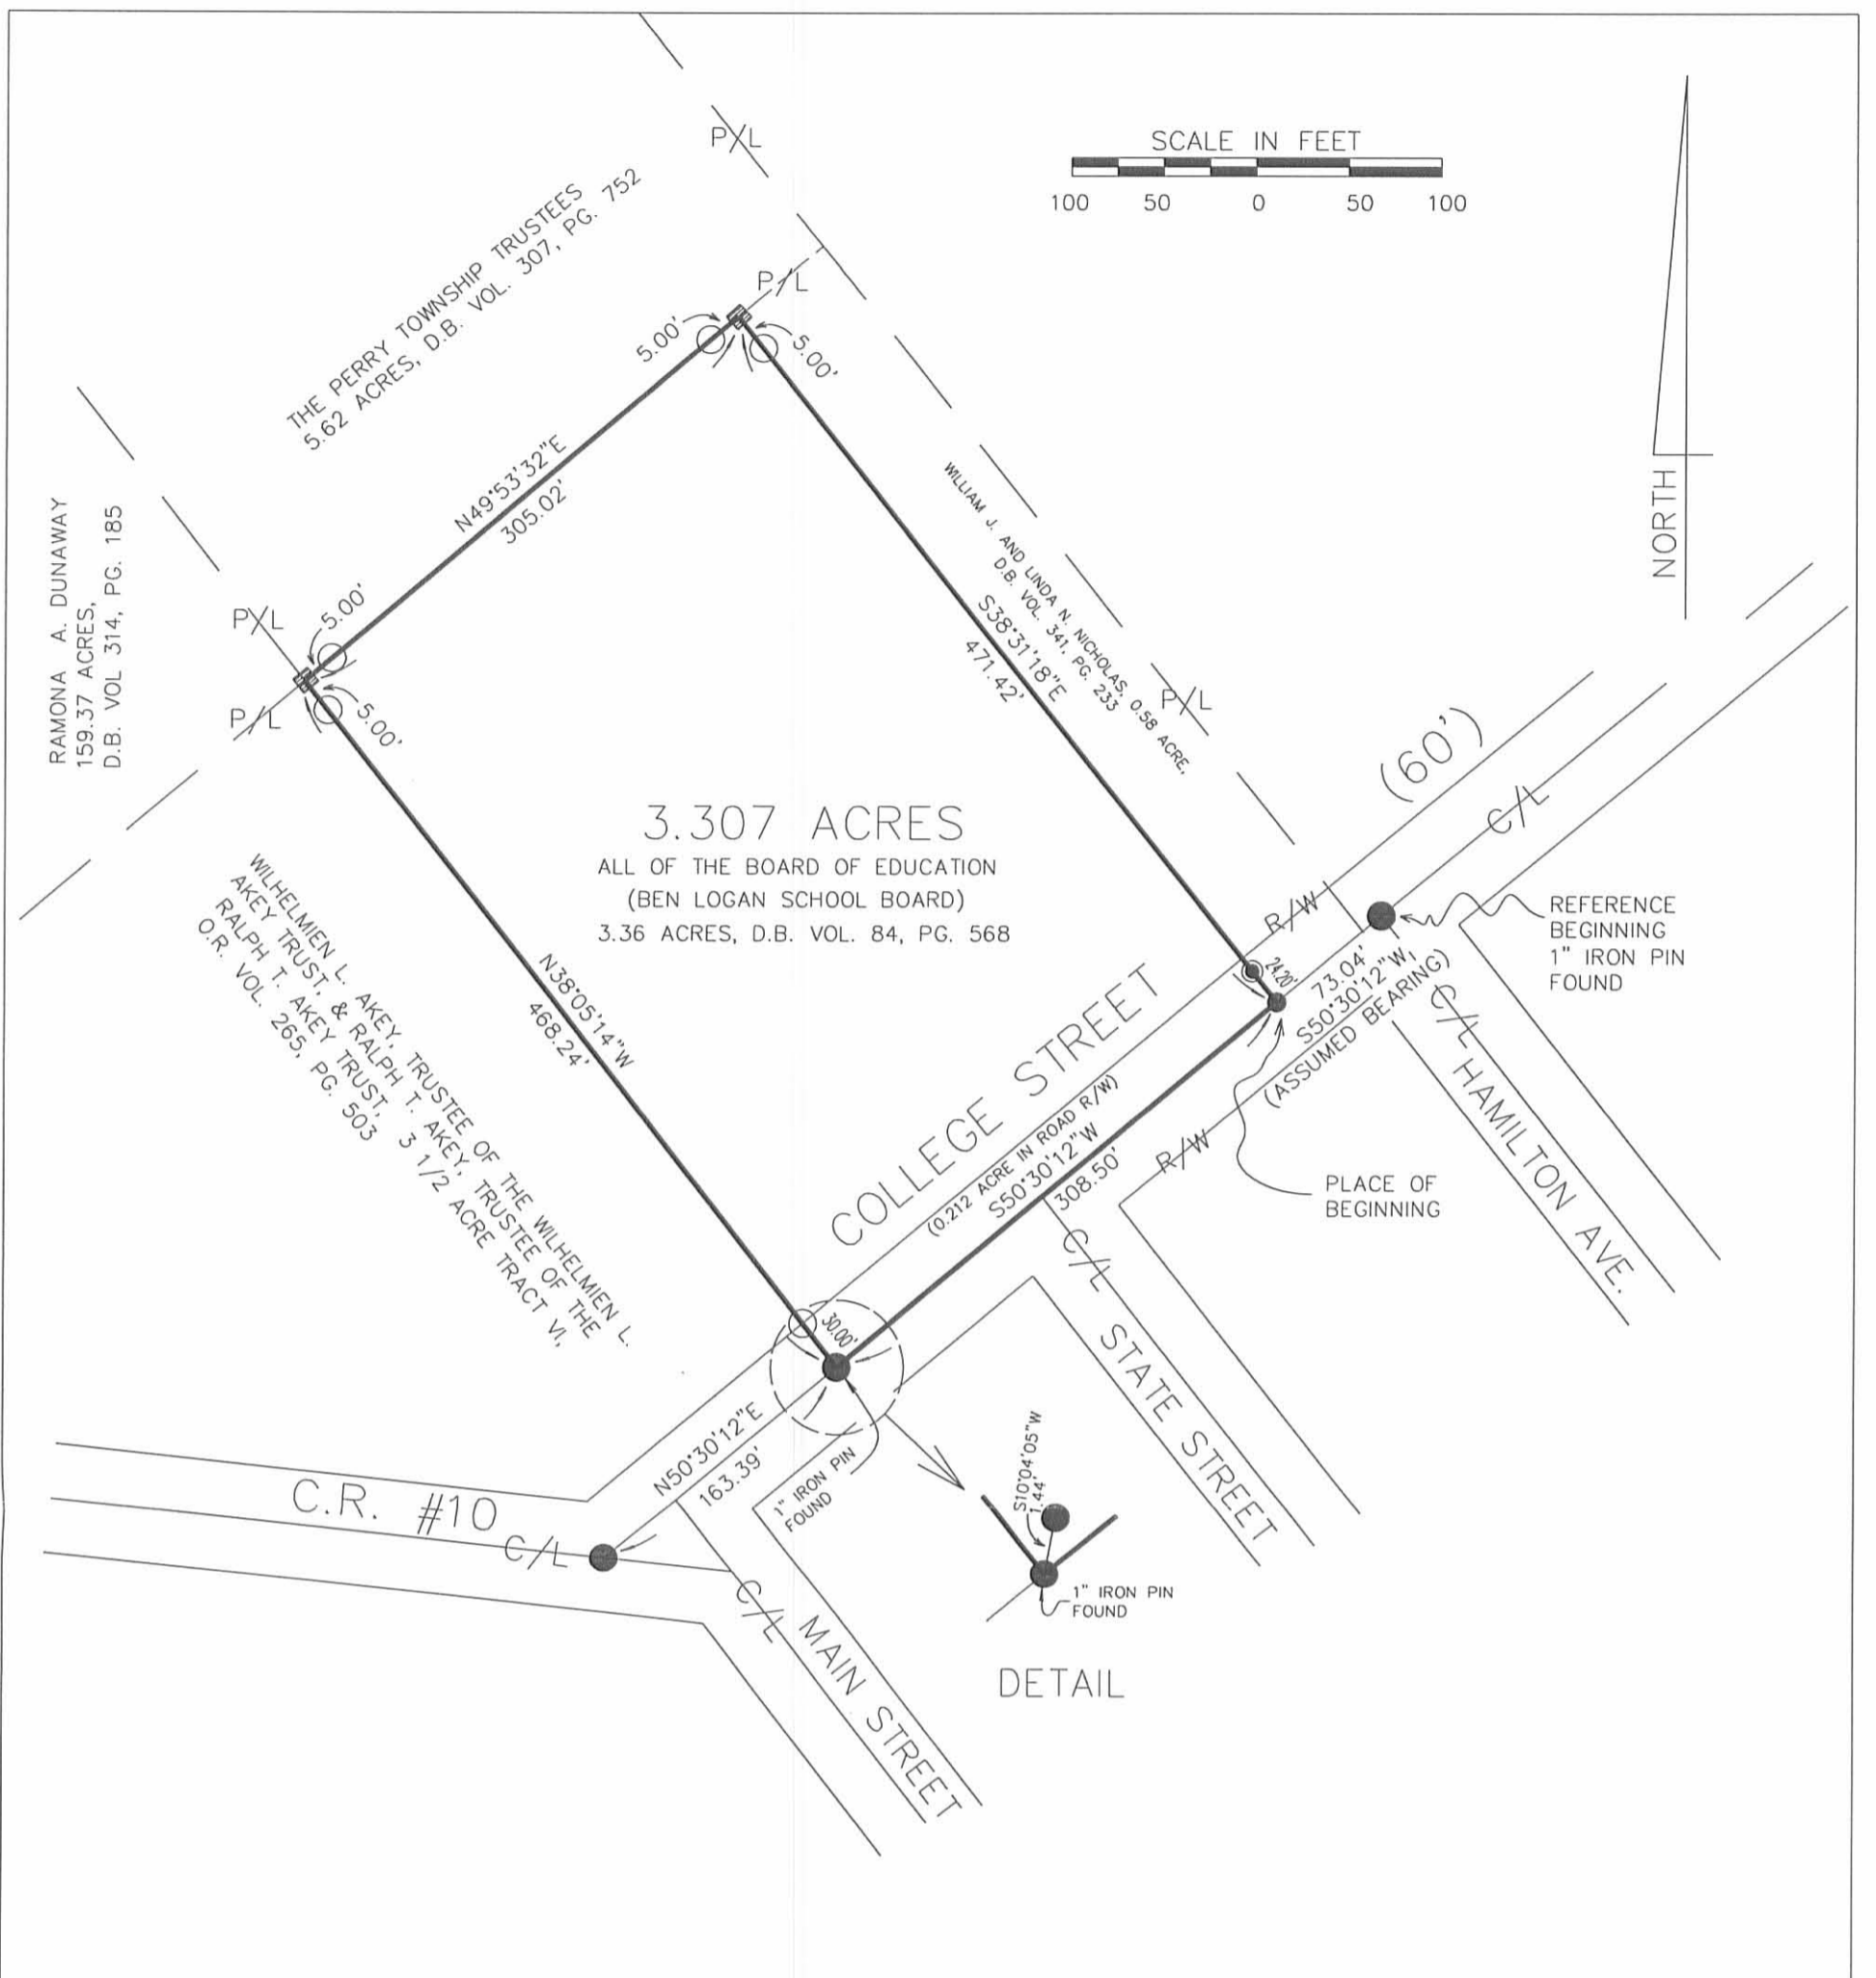 P/L
SCALE IN FEET
100 50 0 50 100
THE PERRY TOWNSHIP TRUSTEES
5.62 ACRES, D.B. VOL. 307, PG. 752
P/L
5.00'
5.00'
N49°53'32"E
305.02'
NORTH
RAMONA A. DUNAWAY
159.37 ACRES,
D.B. VOL 314, PG. 185
WILLIAM J. AND LINDA N. NICHOLAS, 0.58 ACRE,
D.B. VOL. 341, PG. 233
S38°31'18"E
471.42'
P/L
5.00'
P/L
5.00'
P/L
(60')
C/L
3.307 ACRES
ALL OF THE BOARD OF EDUCATION
(BEN LOGAN SCHOOL BOARD)
3.36 ACRES, D.B. VOL. 84, PG. 568
R/W
REFERENCE
BEGINNING
1" IRON PIN
FOUND
24.20'
73.04'
S50°30'12"W,
(ASSUMED BEARING)
WILHELMIEN L. AKEY, TRUSTEE OF THE WILHELMIEN L.
AKEY TRUST, & RALPH T. AKEY, TRUSTEE OF THE
RALPH T. AKEY TRUST, 3 1/2 ACRE TRACT VI,
O.R. VOL. 265, PG. 503
N38°05'14"W
468.24'
COLLEGE STREET
(0.212 ACRE IN ROAD R/W)
S50°30'12"W
308.50'
R/W
C/L HAMILTON AVE.
PLACE OF
BEGINNING
C/L STATE STREET
30.00'
N50°30'12"E
163.39'
1" IRON PIN
FOUND
C.R. #10
C/L
C/L MAIN STREET
S10°04'05"W
1.44'
1" IRON PIN
FOUND
DETAIL